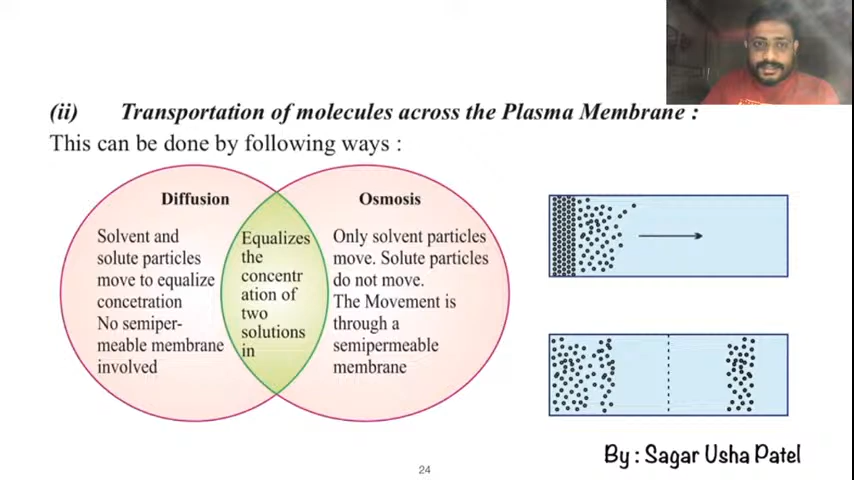 (ii) Transportation of molecules across the Plasma Membrane :
This can be done by following ways :
Diffusion
Solvent and
solute particles
move to equalize
concetration
No semiper-
meable membrane
involved
Equalizes
the
concentr
ation of
two
solutions
in
Osmosis
Only solvent particles
move. Solute particles
do not move.
The Movement is
through a
semipermeable
membrane
By : Sagar Usha Patel
24